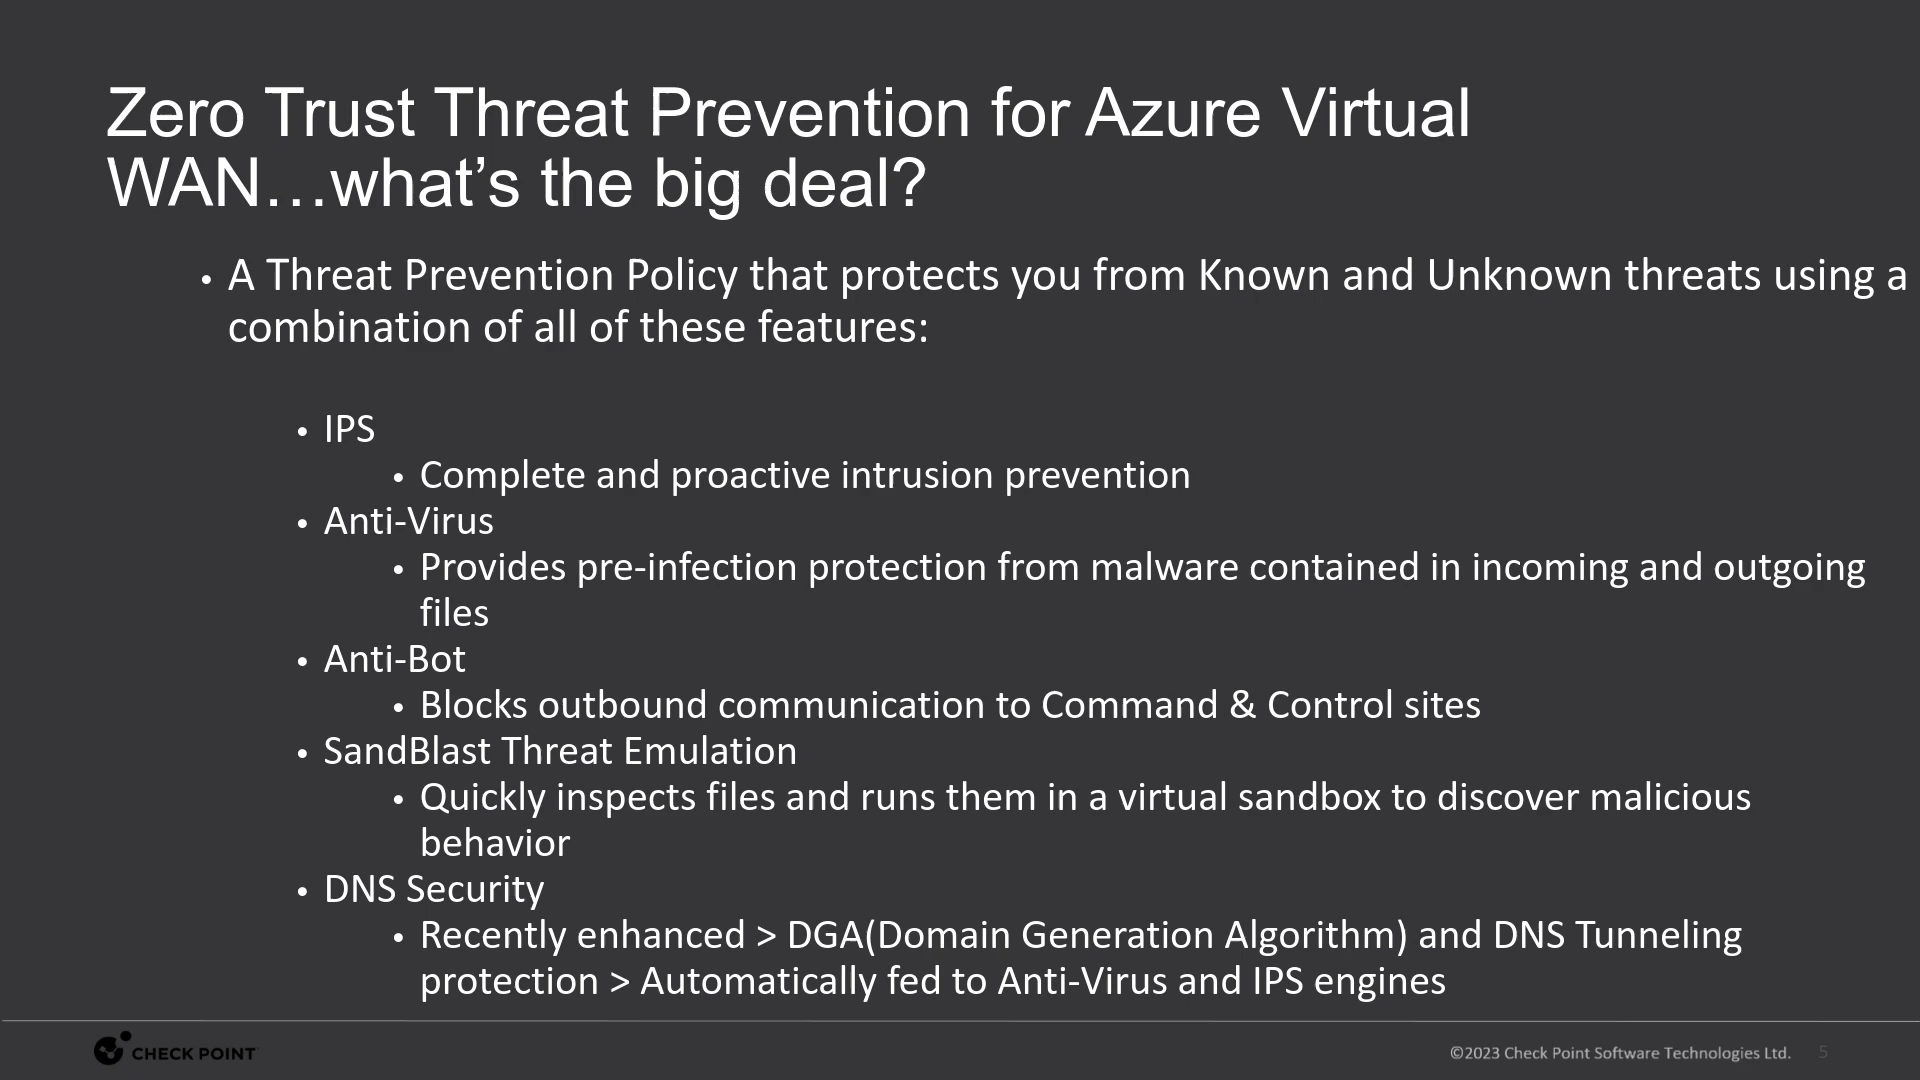 Zero Trust Threat Prevention for Azure Virtual
WAN…what’s the big deal?
• A Threat Prevention Policy that protects you from Known and Unknown threats using a
combination of all of these features:
• IPS
• Complete and proactive intrusion prevention
• Anti-Virus
• Provides pre-infection protection from malware contained in incoming and outgoing
files
• Anti-Bot
• Blocks outbound communication to Command & Control sites
• SandBlast Threat Emulation
• Quickly inspects files and runs them in a virtual sandbox to discover malicious
behavior
• DNS Security
• Recently enhanced > DGA(Domain Generation Algorithm) and DNS Tunneling
protection > Automatically fed to Anti-Virus and IPS engines
CHECK POINT
©2023 Check Point Software Technologies Ltd. 5